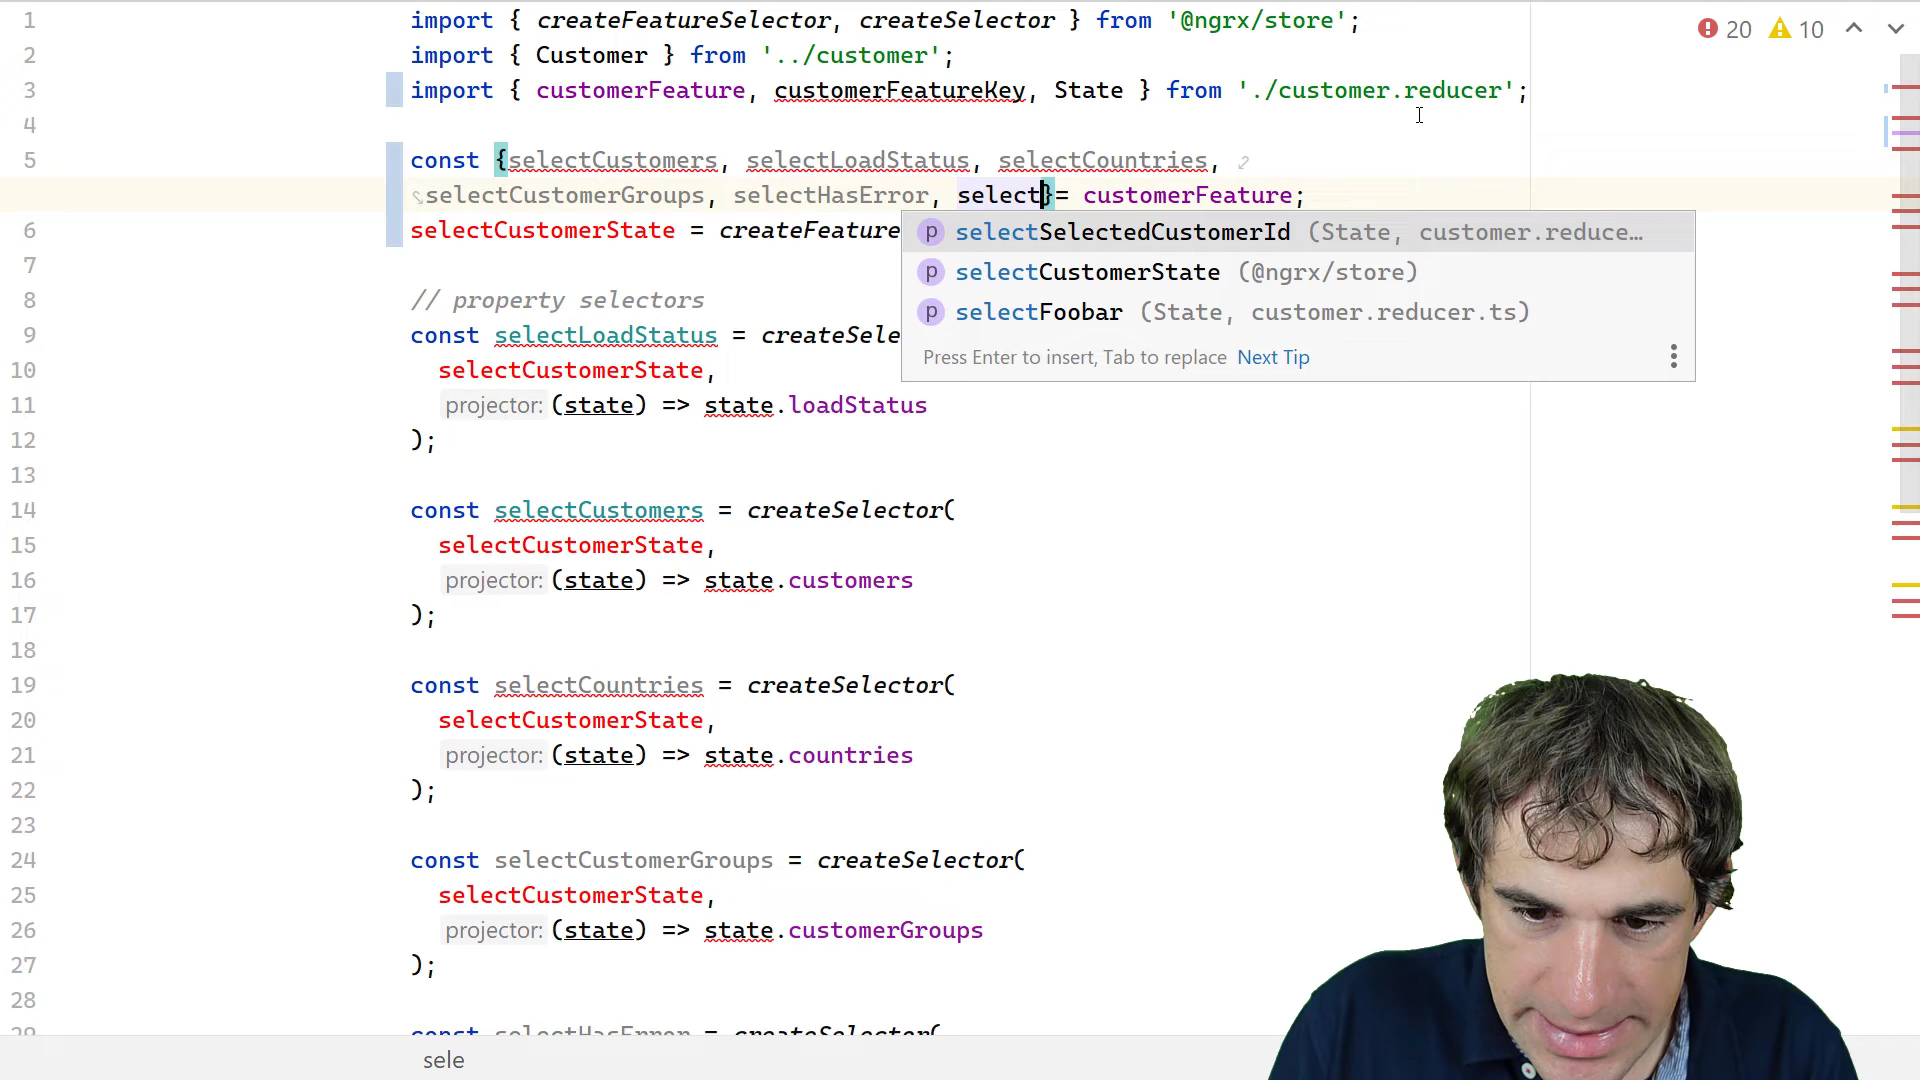 1 import { createFeatureSelector, createSelector } from '@ngrx/store';
20 10
2 import { Customer } from '../customer';
3 import { customerFeature, customerFeatureKey, State } from './customer.reducer';
4
5 const {selectCustomers, selectLoadStatus, selectCountries,
selectCustomerGroups, selectHasError, select}= customerFeature;
6 selectCustomerState = createFeature
selectSelectedCustomerId (State, customer.reduce…
selectCustomerState (@ngrx/store)
selectFoobar (State, customer.reducer.ts)
Press Enter to insert, Tab to replace Next Tip
7
8 // property selectors
9 const selectLoadStatus = createSele
10 selectCustomerState,
11 projector: (state) => state.loadStatus
12 );
13
14 const selectCustomers = createSelector(
15 selectCustomerState,
16 projector: (state) => state.customers
17 );
18
19 const selectCountries = createSelector(
20 selectCustomerState,
21 projector: (state) => state.countries
22 );
23
24 const selectCustomerGroups = createSelector(
25 selectCustomerState,
26 projector: (state) => state.customerGroups
27 );
28
29 const selectHasError = createSelector(
sele